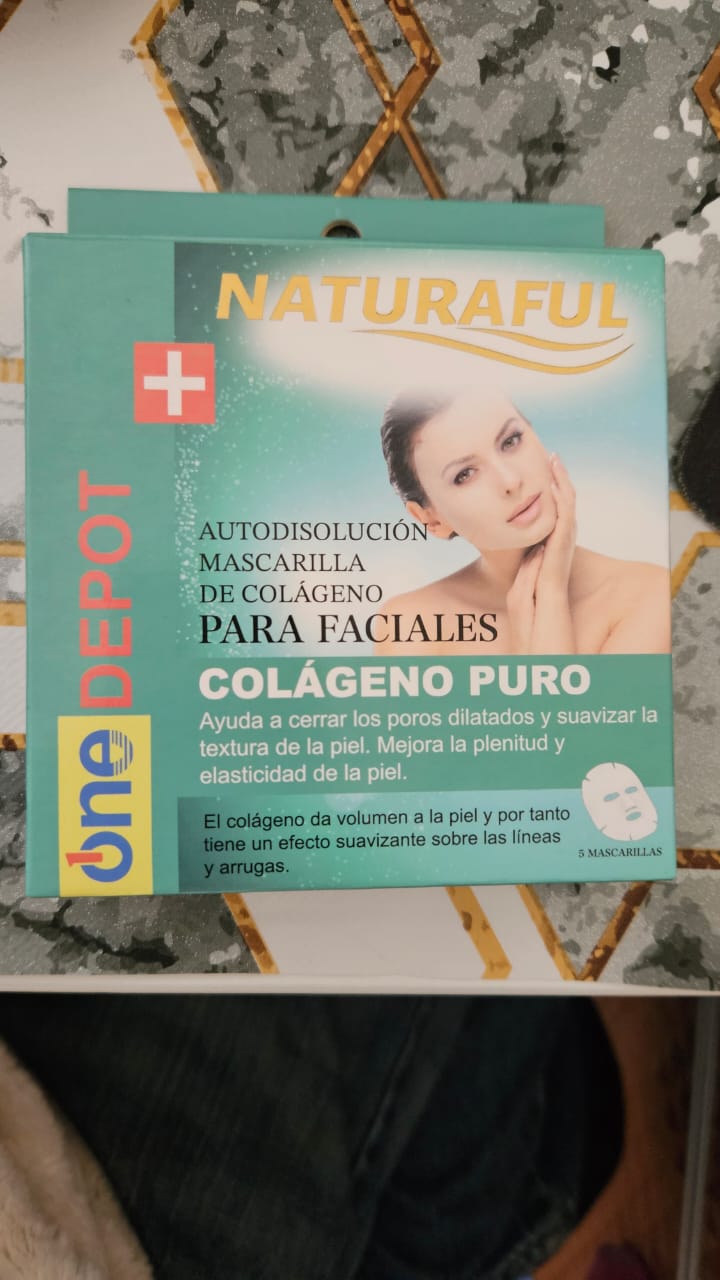 NATURAFUL
one DEPOT
AUTODISOLUCIÓN
MASCARILLA
DE COLÁGENO
PARA FACIALES
COLÁGENO PURO
Ayuda a cerrar los poros dilatados y suavizar la
textura de la piel. Mejora la plenitud y
elasticidad de la piel.
El colágeno da volumen a la piel y por tanto
tiene un efecto suavizante sobre las líneas
y arrugas.
5 MASCARILLAS